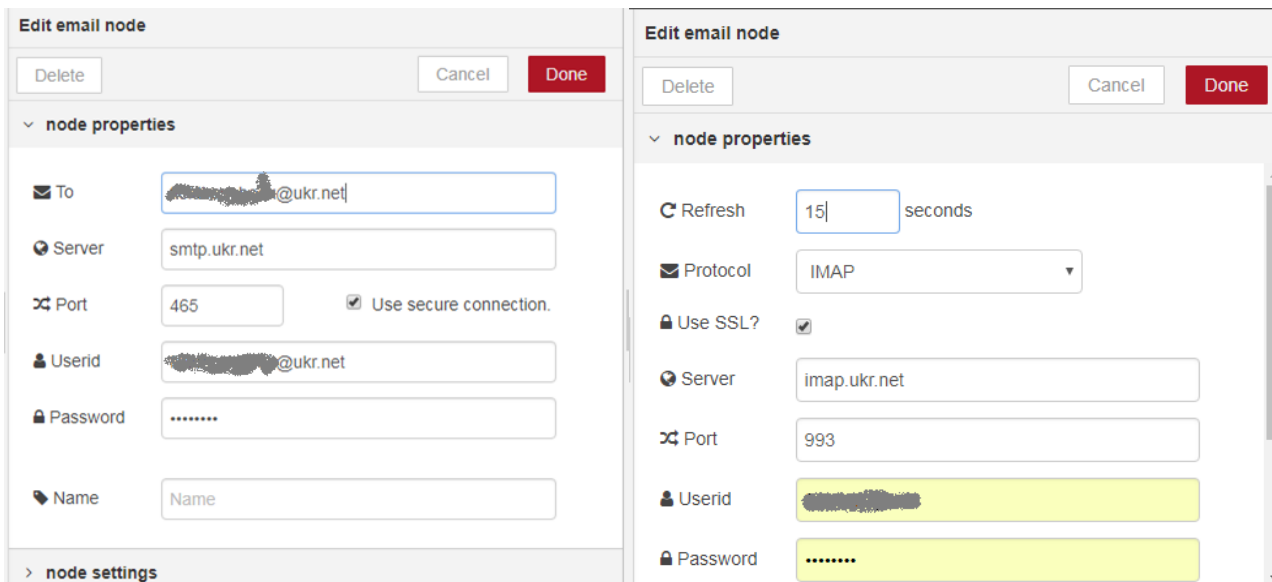 Edit email node
Delete
Cancel
Done
node properties
To
@ukr.net
Server
smtp.ukr.net
Port
465
Use secure connection.
Userid
@ukr.net
Password
••••••••
Name
Name
node settings
Edit email node
Delete
Cancel
Done
node properties
Refresh
15
seconds
Protocol
IMAP
Use SSL?
Server
imap.ukr.net
Port
993
Userid
Password
••••••••